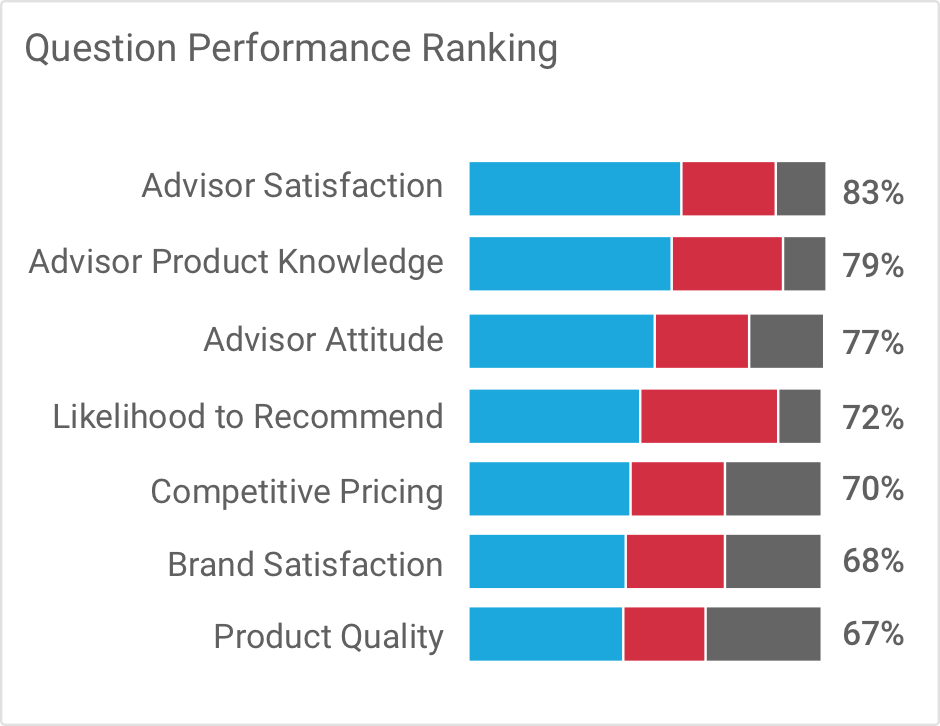 Question Performance Ranking
Advisor Satisfaction 83%
Advisor Product Knowledge 79%
Advisor Attitude 77%
Likelihood to Recommend 72%
Competitive Pricing 70%
Brand Satisfaction 68%
Product Quality 67%